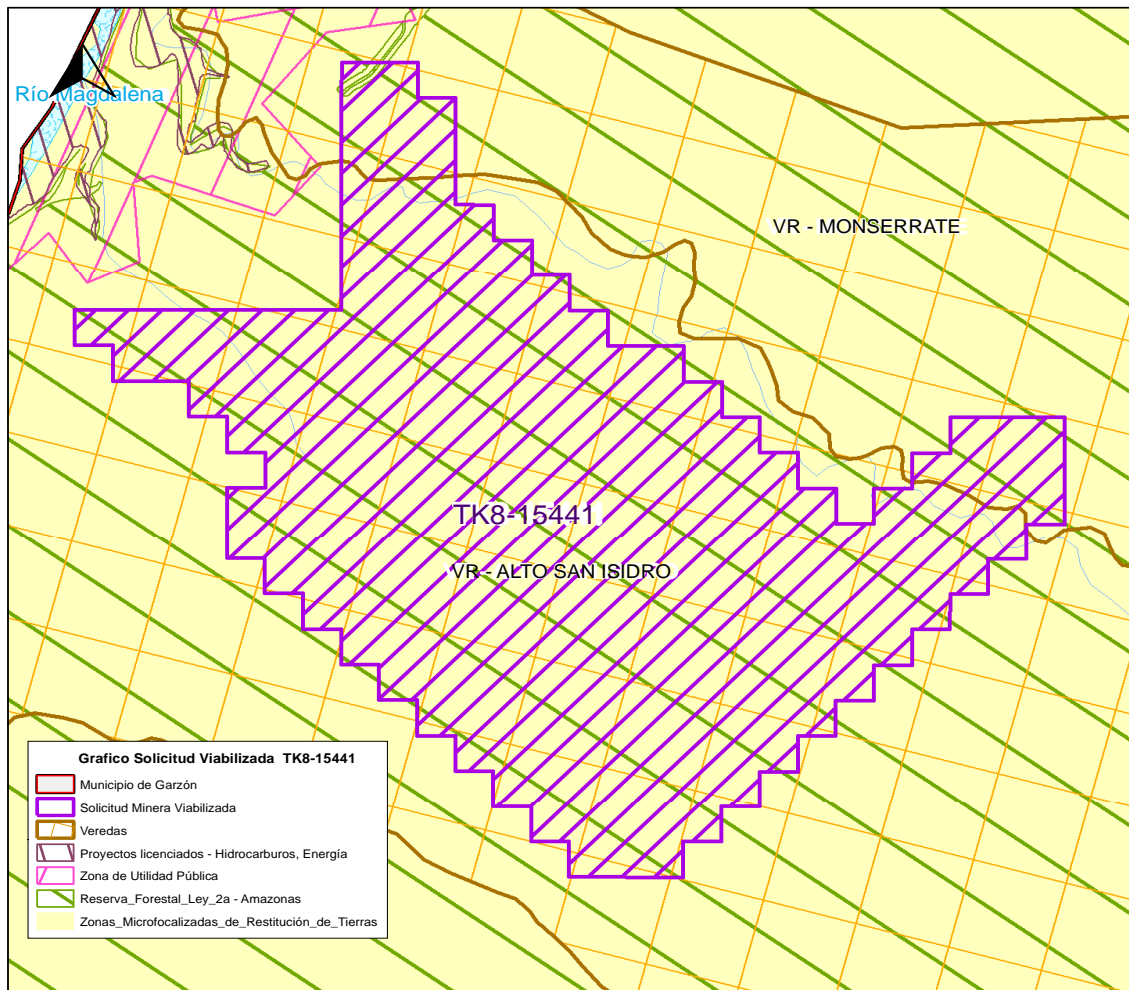 Río Magdalena
VR - MONSERRATE
TK8-15441
VR - ALTO SAN ISIDRO
Grafico Solicitud Viabilizada TK8-15441
Municipio de Garzón
Solicitud Minera Viabilizada
Veredas
Proyectos licenciados - Hidrocarburos, Energía
Zona de Utilidad Pública
Reserva_Forestal_Ley_2a - Amazonas
Zonas_Microfocalizadas_de_Restitución_de_Tierras